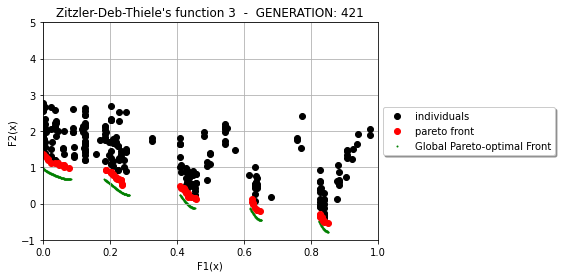 Zitzler-Deb-Thiele's function 3 - GENERATION: 421
5
4
3
2
1
0
−1
F2(x)
0.0 0.2 0.4 0.6 0.8 1.0
F1(x)
individuals
pareto front
Global Pareto-optimal Front